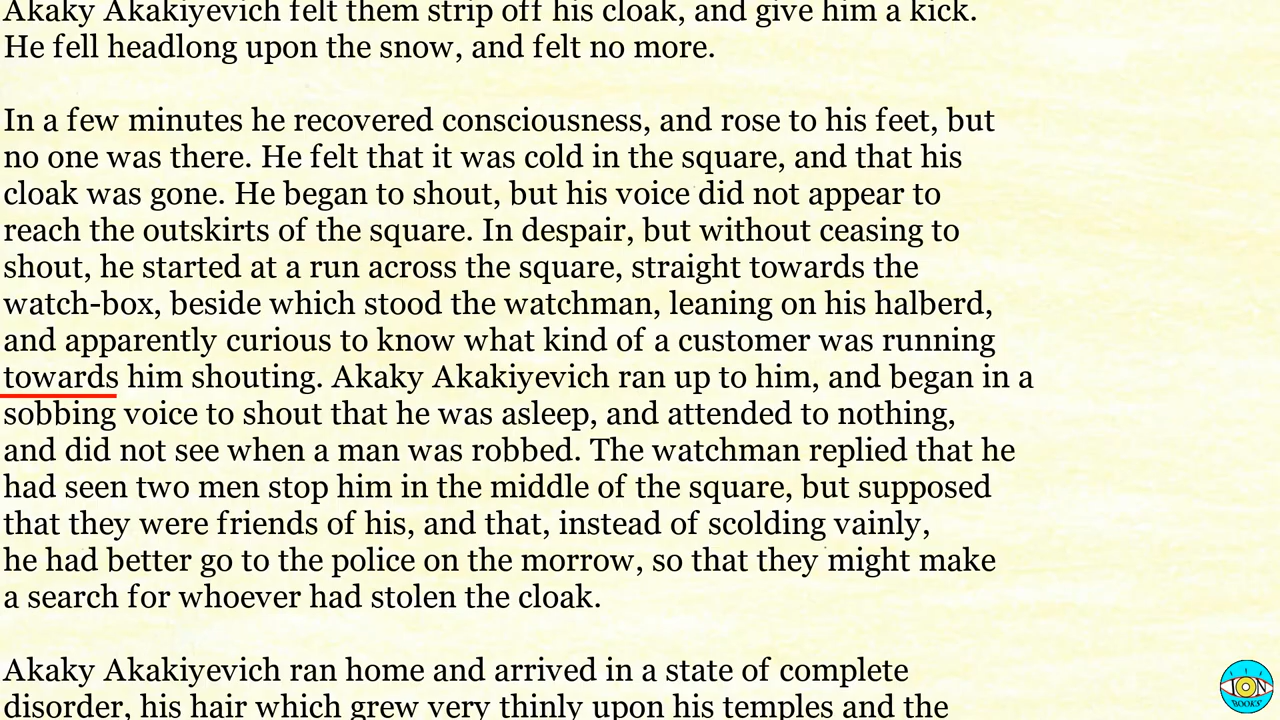 Akaky Akakiyevich felt them strip off his cloak, and give him a kick.
He fell headlong upon the snow, and felt no more.
In a few minutes he recovered consciousness, and rose to his feet, but
no one was there. He felt that it was cold in the square, and that his
cloak was gone. He began to shout, but his voice did not appear to
reach the outskirts of the square. In despair, but without ceasing to
shout, he started at a run across the square, straight towards the
watch-box, beside which stood the watchman, leaning on his halberd,
and apparently curious to know what kind of a customer was running
towards him shouting. Akaky Akakiyevich ran up to him, and began in a
sobbing voice to shout that he was asleep, and attended to nothing,
and did not see when a man was robbed. The watchman replied that he
had seen two men stop him in the middle of the square, but supposed
that they were friends of his, and that, instead of scolding vainly,
he had better go to the police on the morrow, so that they might make
a search for whoever had stolen the cloak.
Akaky Akakiyevich ran home and arrived in a state of complete
disorder, his hair which grew very thinly upon his temples and the
ION
BOOKS